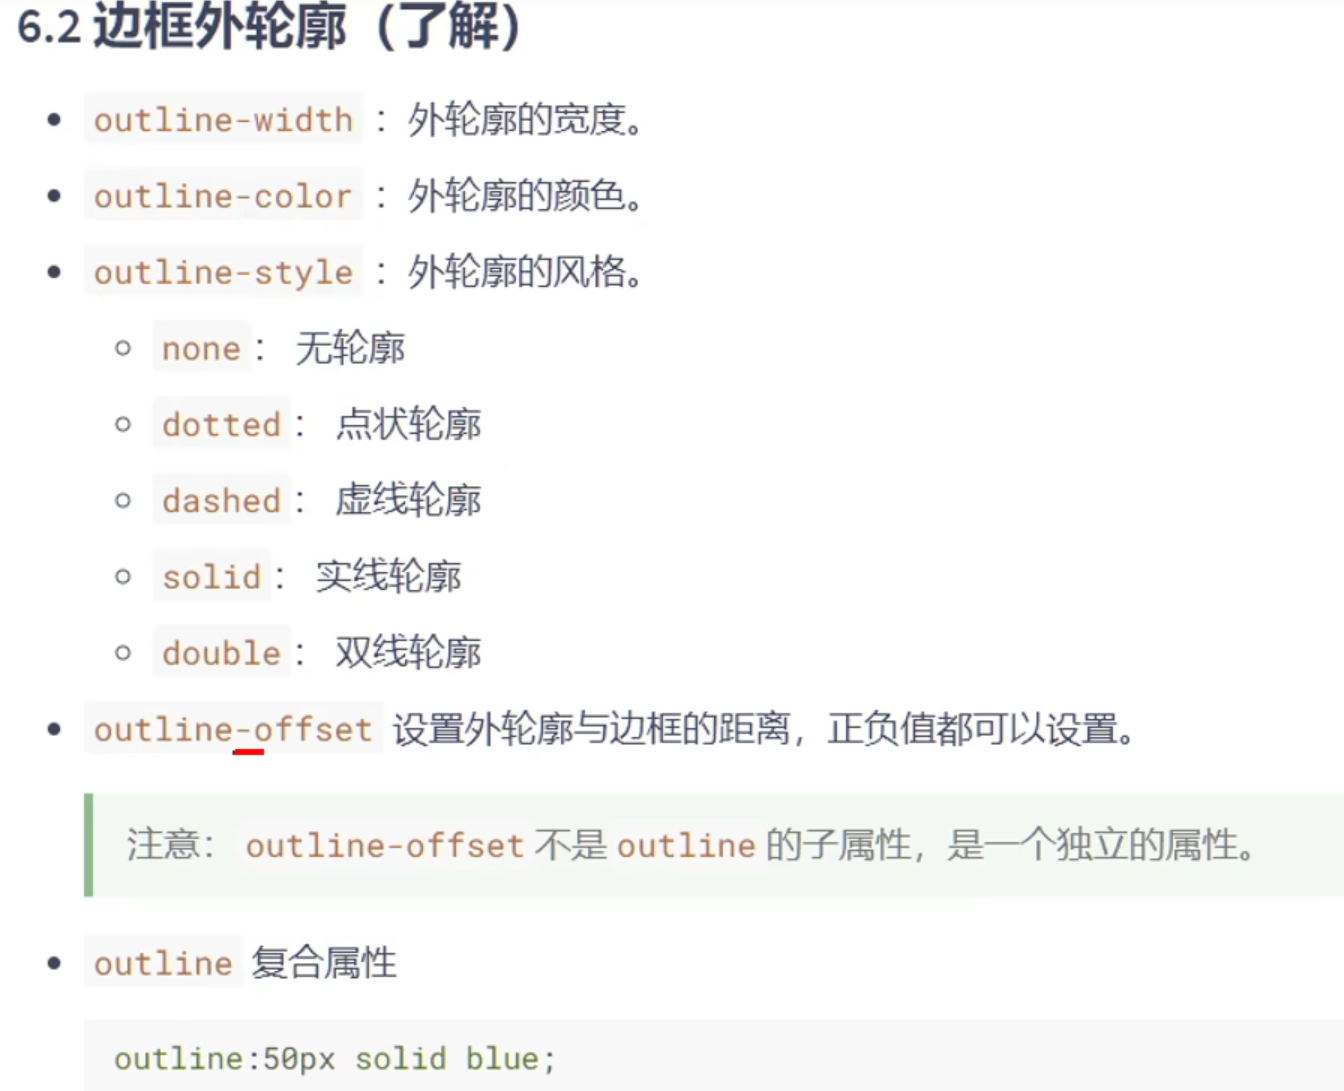 6.2 边框外轮廓（了解）
outline-width ：外轮廓的宽度。
outline-color ：外轮廓的颜色。
outline-style ：外轮廓的风格。
none： 无轮廓
dotted： 点状轮廓
dashed： 虚线轮廓
solid： 实线轮廓
double： 双线轮廓
outline-offset 设置外轮廓与边框的距离，正负值都可以设置。
注意： outline-offset 不是 outline 的子属性，是一个独立的属性。
outline 复合属性
outline:50px solid blue;